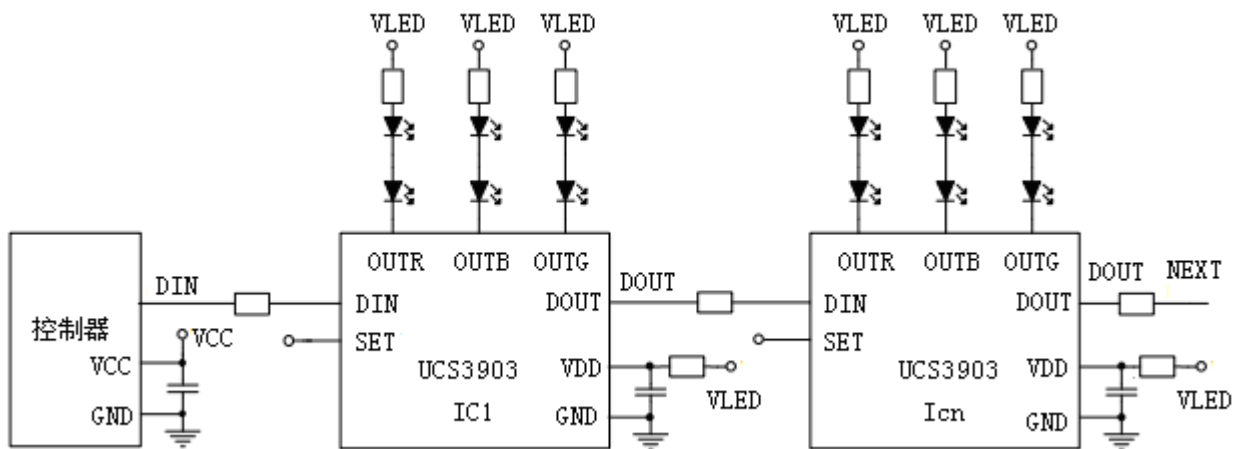 VLED VLED VLED VLED VLED VLED
OUTR OUTB OUTG OUTR OUTB OUTG
DIN DIN DOUT DOUT DIN DOUT DOUT NEXT
控制器 VCC SET SET
VCC UCS3903 VDD VLED UCS3903 VDD VLED
GND IC1 GND Icn GND